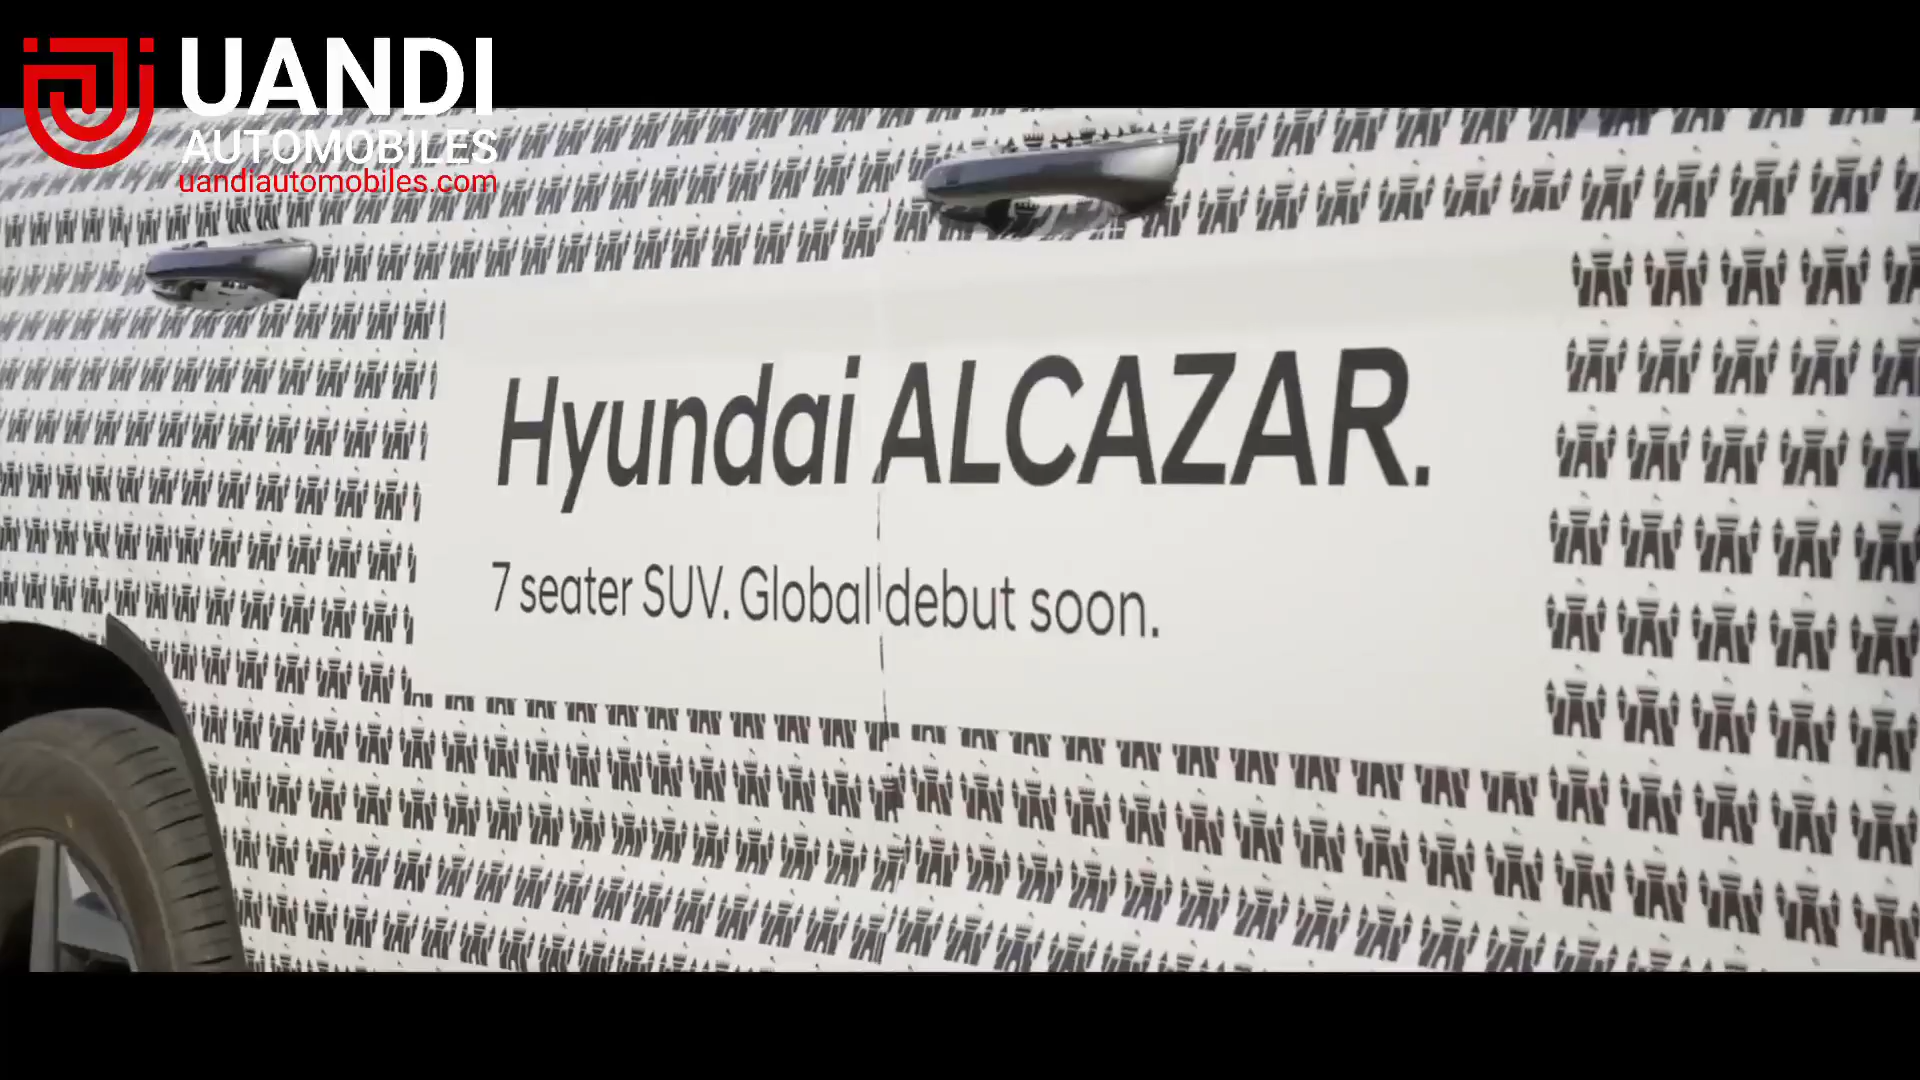 UANDI
AUTOMOBILES
uandiautomobiles.com
Hyundai ALCAZAR.
7 seater SUV. Global debut soon.